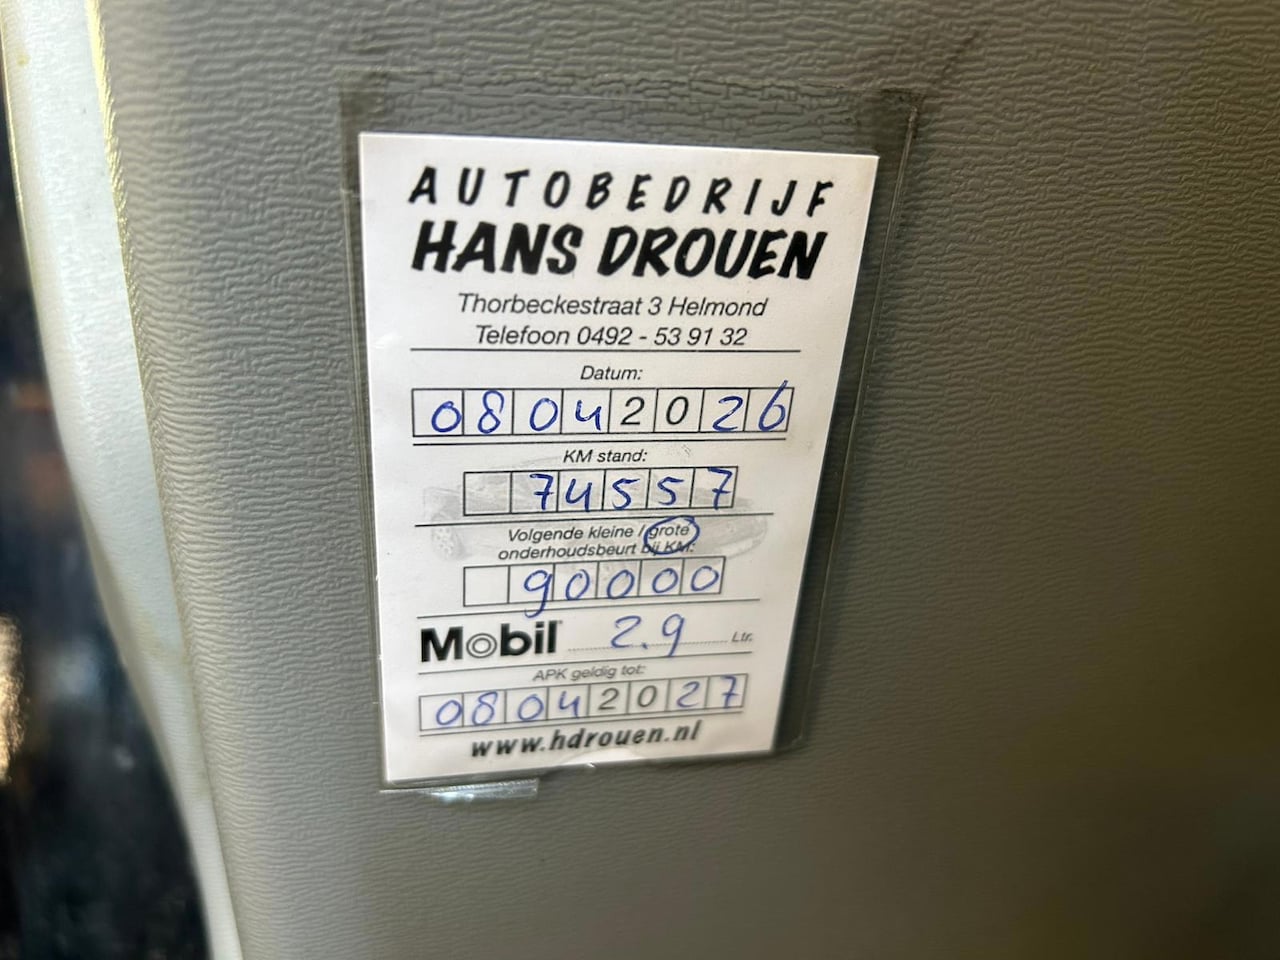 AUTOBEDRIJF
HANS DROUEN
Thorbeckestraat 3 Helmond
Telefoon 0492 - 53 91 32
Datum:
08042026
KM stand:
74557
Volgende kleine / grote
onderhoudsbeurt bij KM:
90000
Mobil 2.9 Ltr.
APK geldig tot:
08042027
www.hdrouen.nl